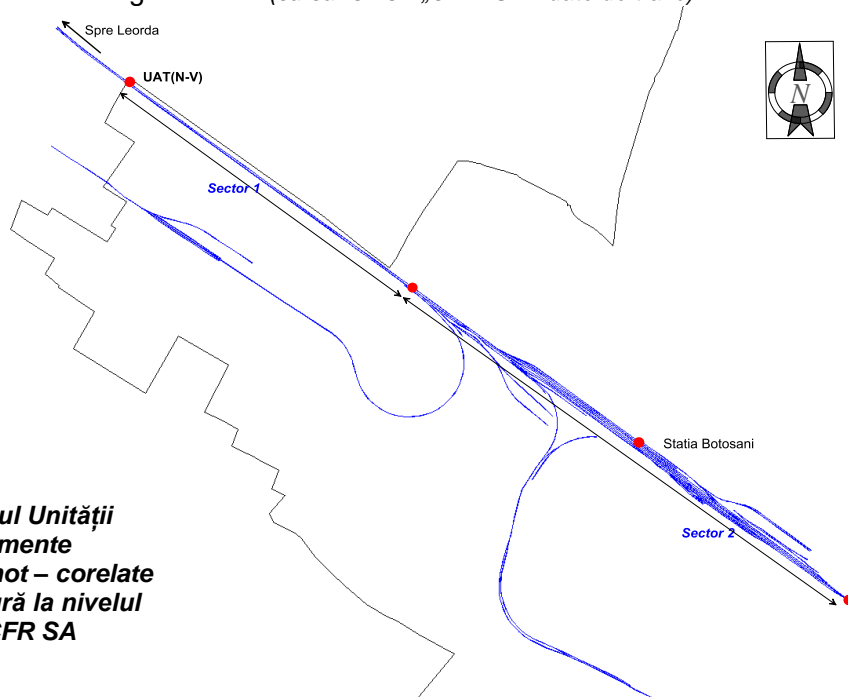 Spre Leorda
UAT(N-V)
N
Sector 1
Statia Botosani
Sector 2
ul Unității
mente
not – corelate
ură la nivelul
CFR SA